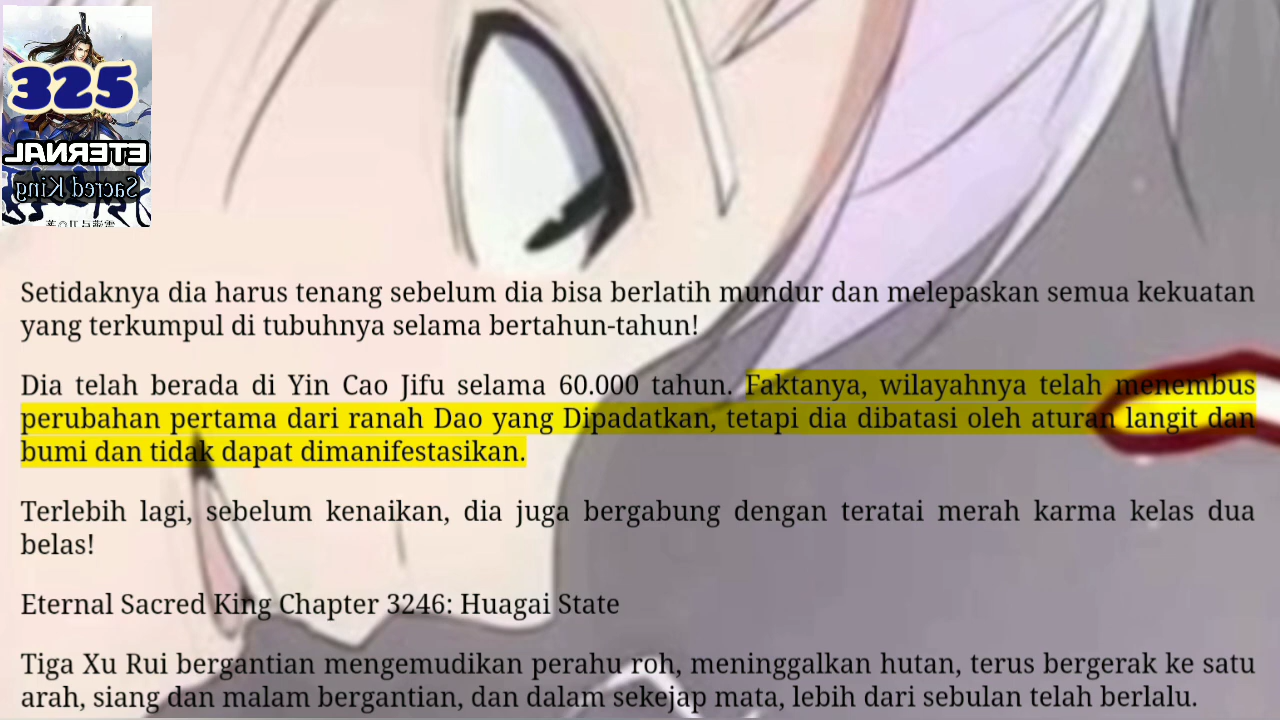 325
ETERNAL
Sacred King
Setidaknya dia harus tenang sebelum dia bisa berlatih mundur dan melepaskan semua kekuatan
yang terkumpul di tubuhnya selama bertahun-tahun!
Dia telah berada di Yin Cao Jifu selama 60.000 tahun. Faktanya, wilayahnya telah menembus
perubahan pertama dari ranah Dao yang Dipadatkan, tetapi dia dibatasi oleh aturan langit dan
bumi dan tidak dapat dimanifestasikan.
Terlebih lagi, sebelum kenaikan, dia juga bergabung dengan teratai merah karma kelas dua
belas!
Eternal Sacred King Chapter 3246: Huagai State
Tiga Xu Rui bergantian mengemudikan perahu roh, meninggalkan hutan, terus bergerak ke satu
arah, siang dan malam bergantian, dan dalam sekejap mata, lebih dari sebulan telah berlalu.